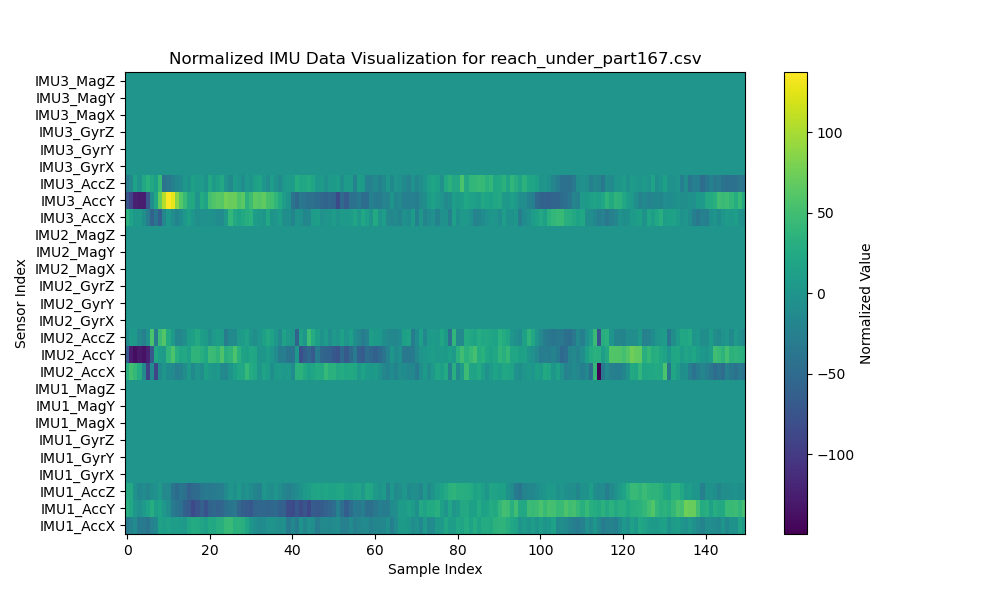 Normalized IMU Data Visualization for reach_under_part167.csv
Sensor Index
IMU3_MagZ
IMU3_MagY
IMU3_MagX
IMU3_GyrZ
IMU3_GyrY
IMU3_GyrX
IMU3_AccZ
IMU3_AccY
IMU3_AccX
IMU2_MagZ
IMU2_MagY
IMU2_MagX
IMU2_GyrZ
IMU2_GyrY
IMU2_GyrX
IMU2_AccZ
IMU2_AccY
IMU2_AccX
IMU1_MagZ
IMU1_MagY
IMU1_MagX
IMU1_GyrZ
IMU1_GyrY
IMU1_GyrX
IMU1_AccZ
IMU1_AccY
IMU1_AccX
0 20 40 60 80 100 120 140
Sample Index
100
50
0
−50
−100
Normalized Value